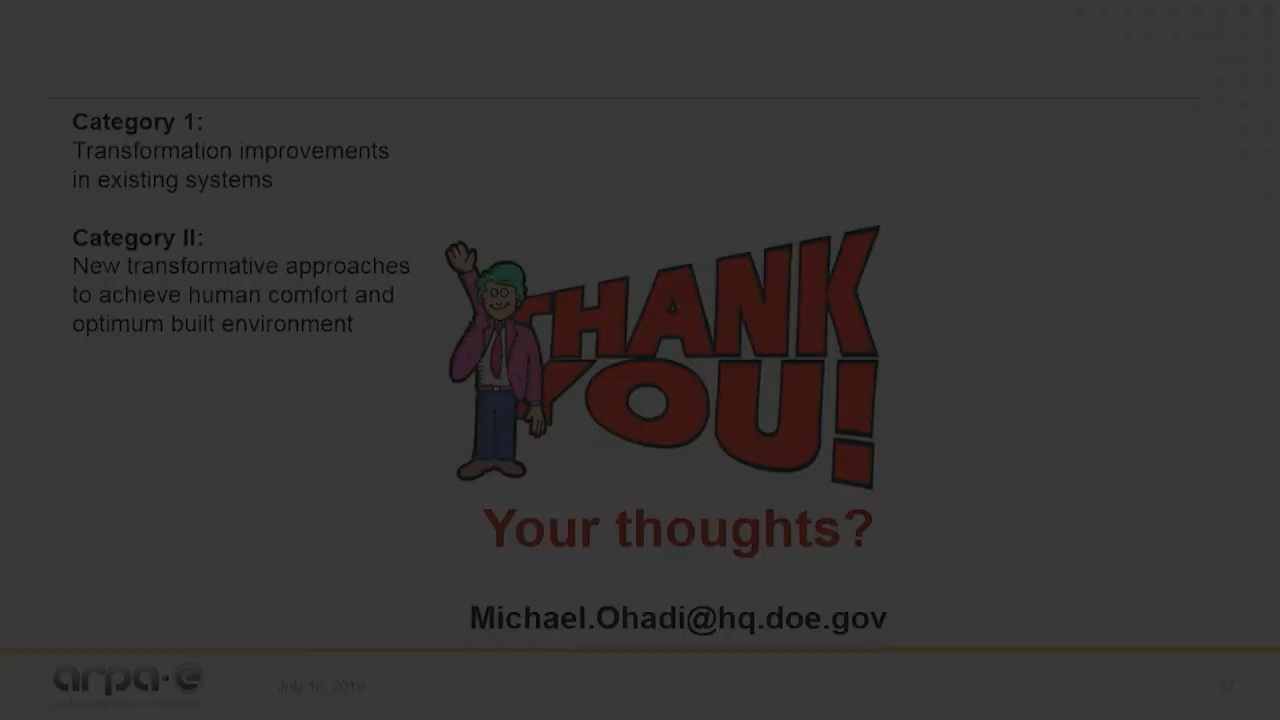 Category 1:
Transformation improvements
in existing systems
Category II:
New transformative approaches
to achieve human comfort and
optimum built environment
THANK
YOU!
Your thoughts?
Michael.Ohadi@hq.doe.gov
arpa·e
July 10, 2019
37